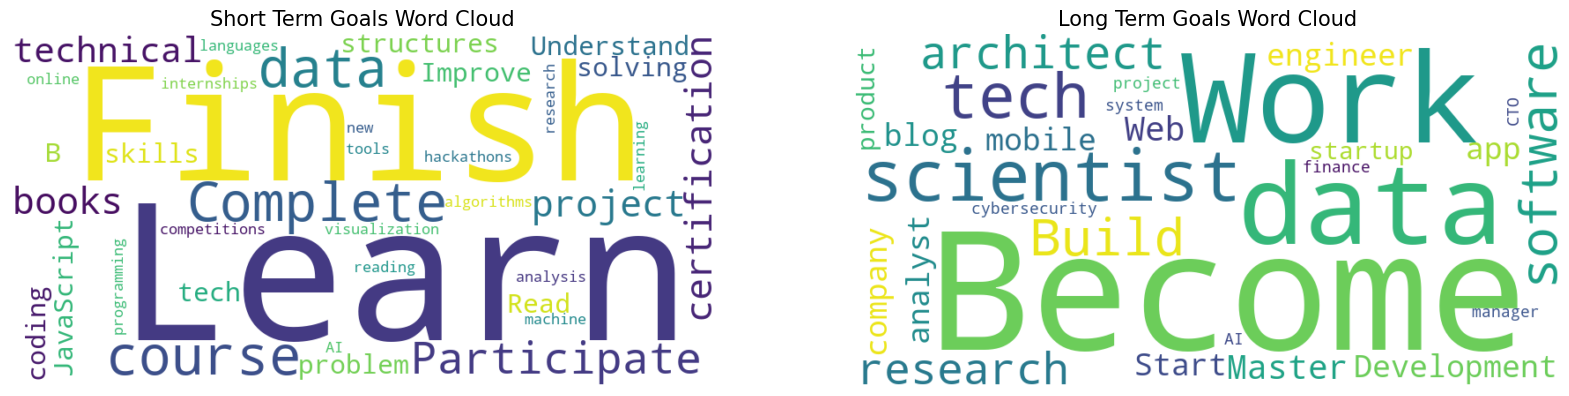 Short Term Goals Word Cloud
technical
languages
structures
Understand
online
internships
data
Improve
solving
research
certification
Finish
new
tools
hackathons
learning
B
skills
books
Complete
algorithms
project
competitions
visualization
Learn
JavaScript
programming
reading
analysis
tech
Read
machine
coding
course
AI
problem
Participate
Long Term Goals Word Cloud
product
architect
tech
project
system
Work
engineer
CTO
software
blog
mobile
Web
startup
app
scientist
finance
cybersecurity
data
company
analyst
Build
Become
manager
research
AI
Start
Master
Development